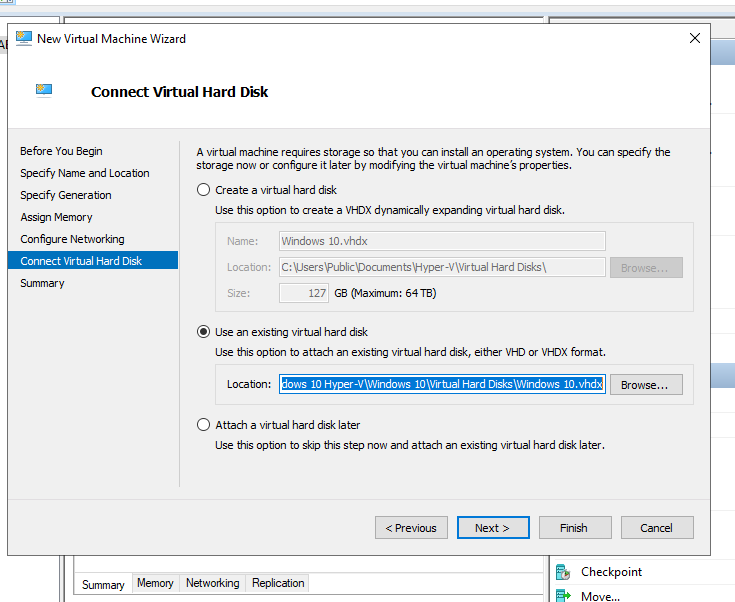 New Virtual Machine Wizard
Connect Virtual Hard Disk
Before You Begin
Specify Name and Location
Specify Generation
Assign Memory
Configure Networking
Connect Virtual Hard Disk
Summary
A virtual machine requires storage so that you can install an operating system. You can specify the
storage now or configure it later by modifying the virtual machine's properties.
Create a virtual hard disk
Use this option to create a VHDX dynamically expanding virtual hard disk.
Name: Windows 10.vhdx
Location: C:\Users\Public\Documents\Hyper-V\Virtual Hard Disks\ Browse...
Size: 127 GB (Maximum: 64 TB)
Use an existing virtual hard disk
Use this option to attach an existing virtual hard disk, either VHD or VHDX format.
Location: dows 10 Hyper-V\Windows 10\Virtual Hard Disks\Windows 10.vhdx Browse...
Attach a virtual hard disk later
Use this option to skip this step now and attach an existing virtual hard disk later.
< Previous Next > Finish Cancel
Summary Memory Networking Replication
Checkpoint
Move...